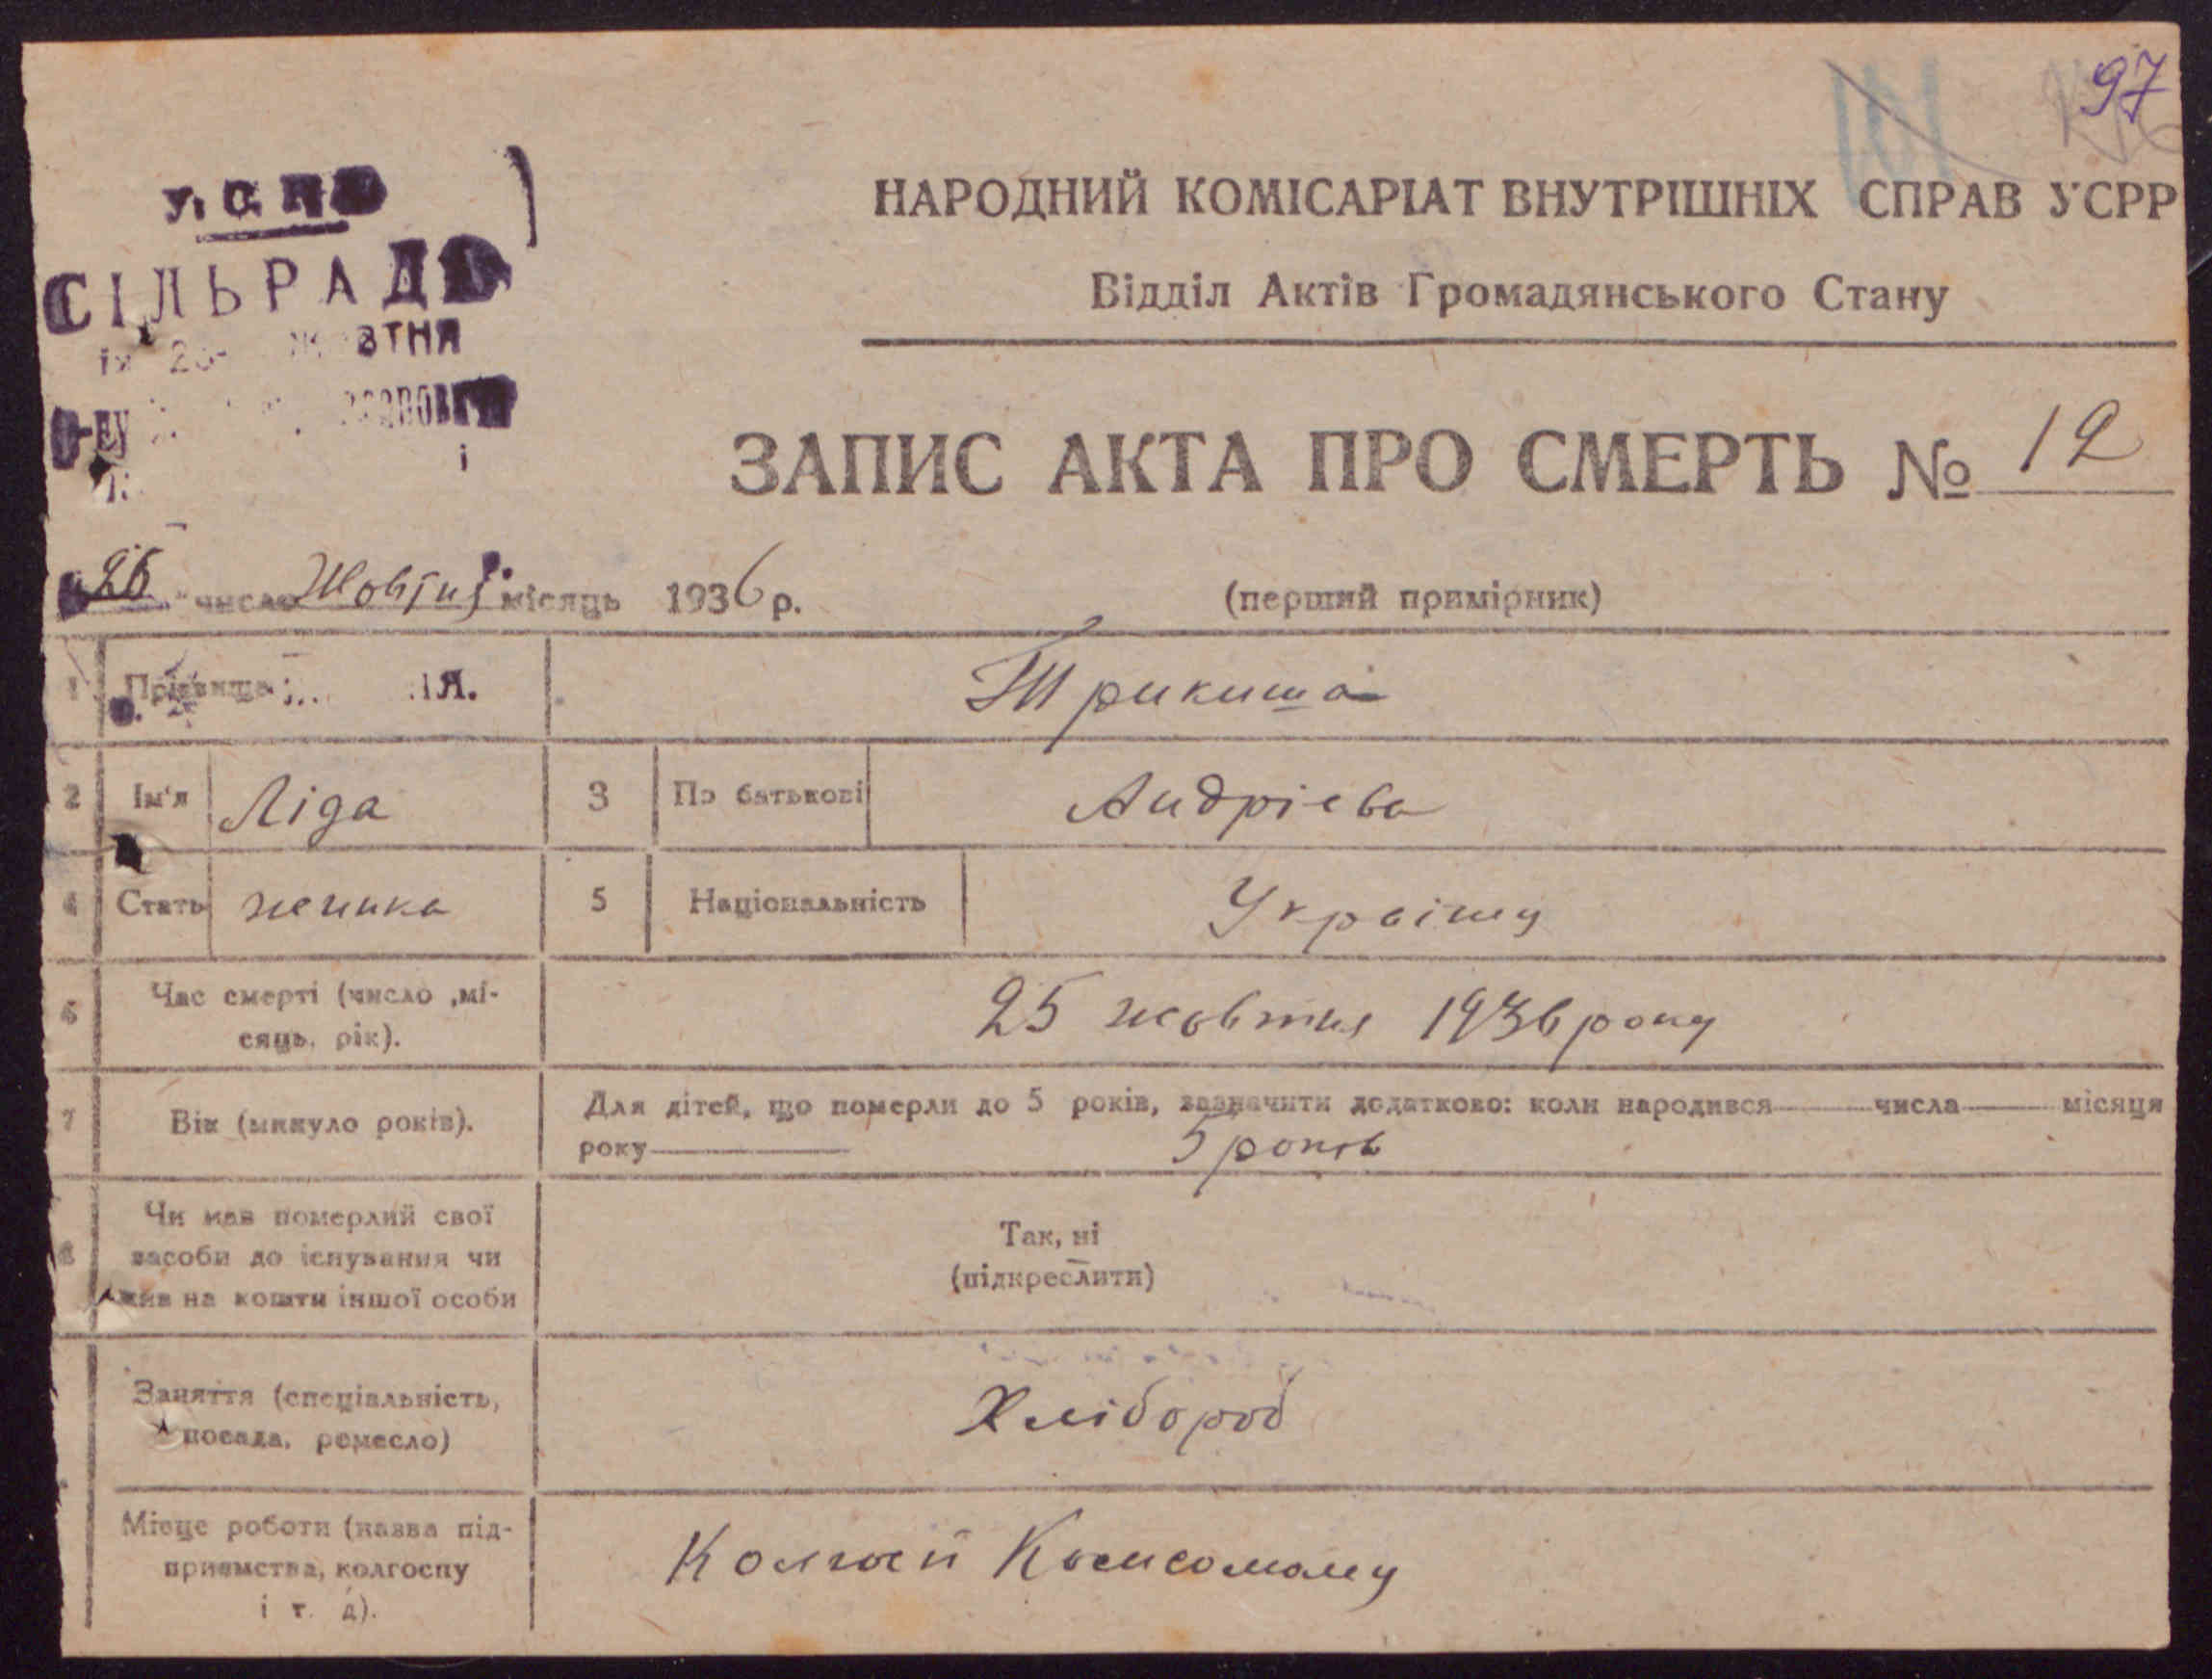 97
У.С.Р.Р.
СІЛЬРАДА
НАРОДНИЙ КОМІСАРІАТ ВНУТРІШНІХ СПРАВ УСРР
Відділ Актів Громадянського Стану
ЗАПИС АКТА ПРО СМЕРТЬ № 12
26 число Жовтня місяць 1936 р.
(перший примірник)
1 Прізвище Трикиша
2 Ім'я Ліда 3 По батькові Андрієва
4 Стать женика 5 Національність
6 Час смерті (число, мі-
сяць, рік). 25 жовтня 1936 року
7 Вік (минуло років). Для дітей, що померли до 5 років, зазначити додатково: коли народився числа місяця
року 5 років
8 Чи мав померлий свої
засоби до існування чи
жив на кошти іншої особи
Так, ні
(підкреслити)
Заняття (спеціальність,
посада, ремесло)
Хлібороб
Місце роботи (назва під-
приємства, колгоспу
і т. д).
Колгосп Комсомолу